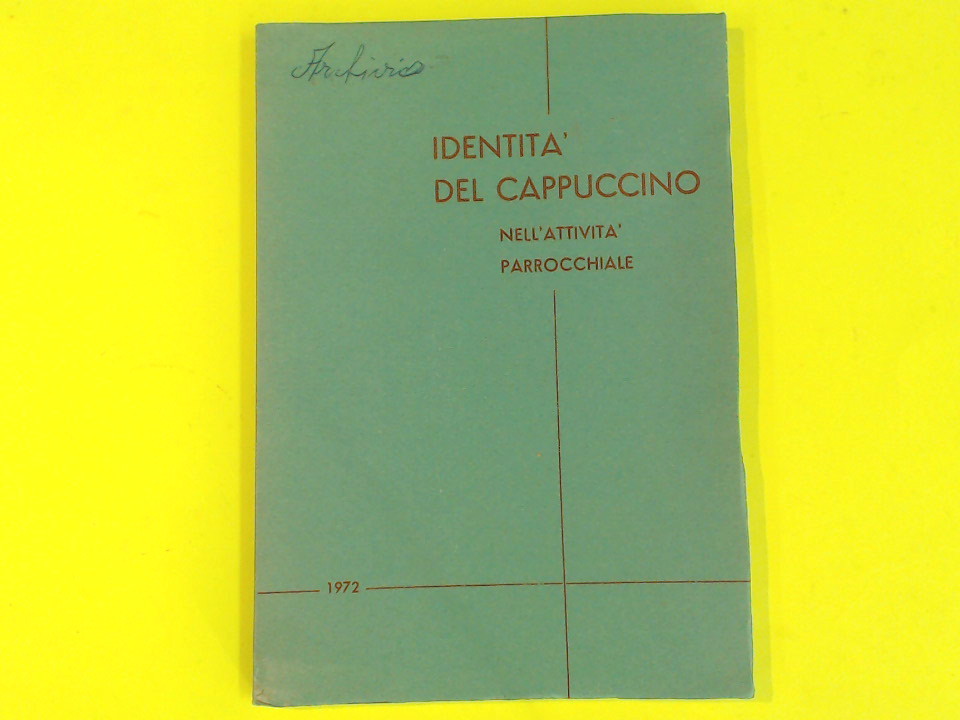 Archivio
IDENTITA'
DEL CAPPUCCINO
NELL'ATTIVITA'
PARROCCHIALE
1972